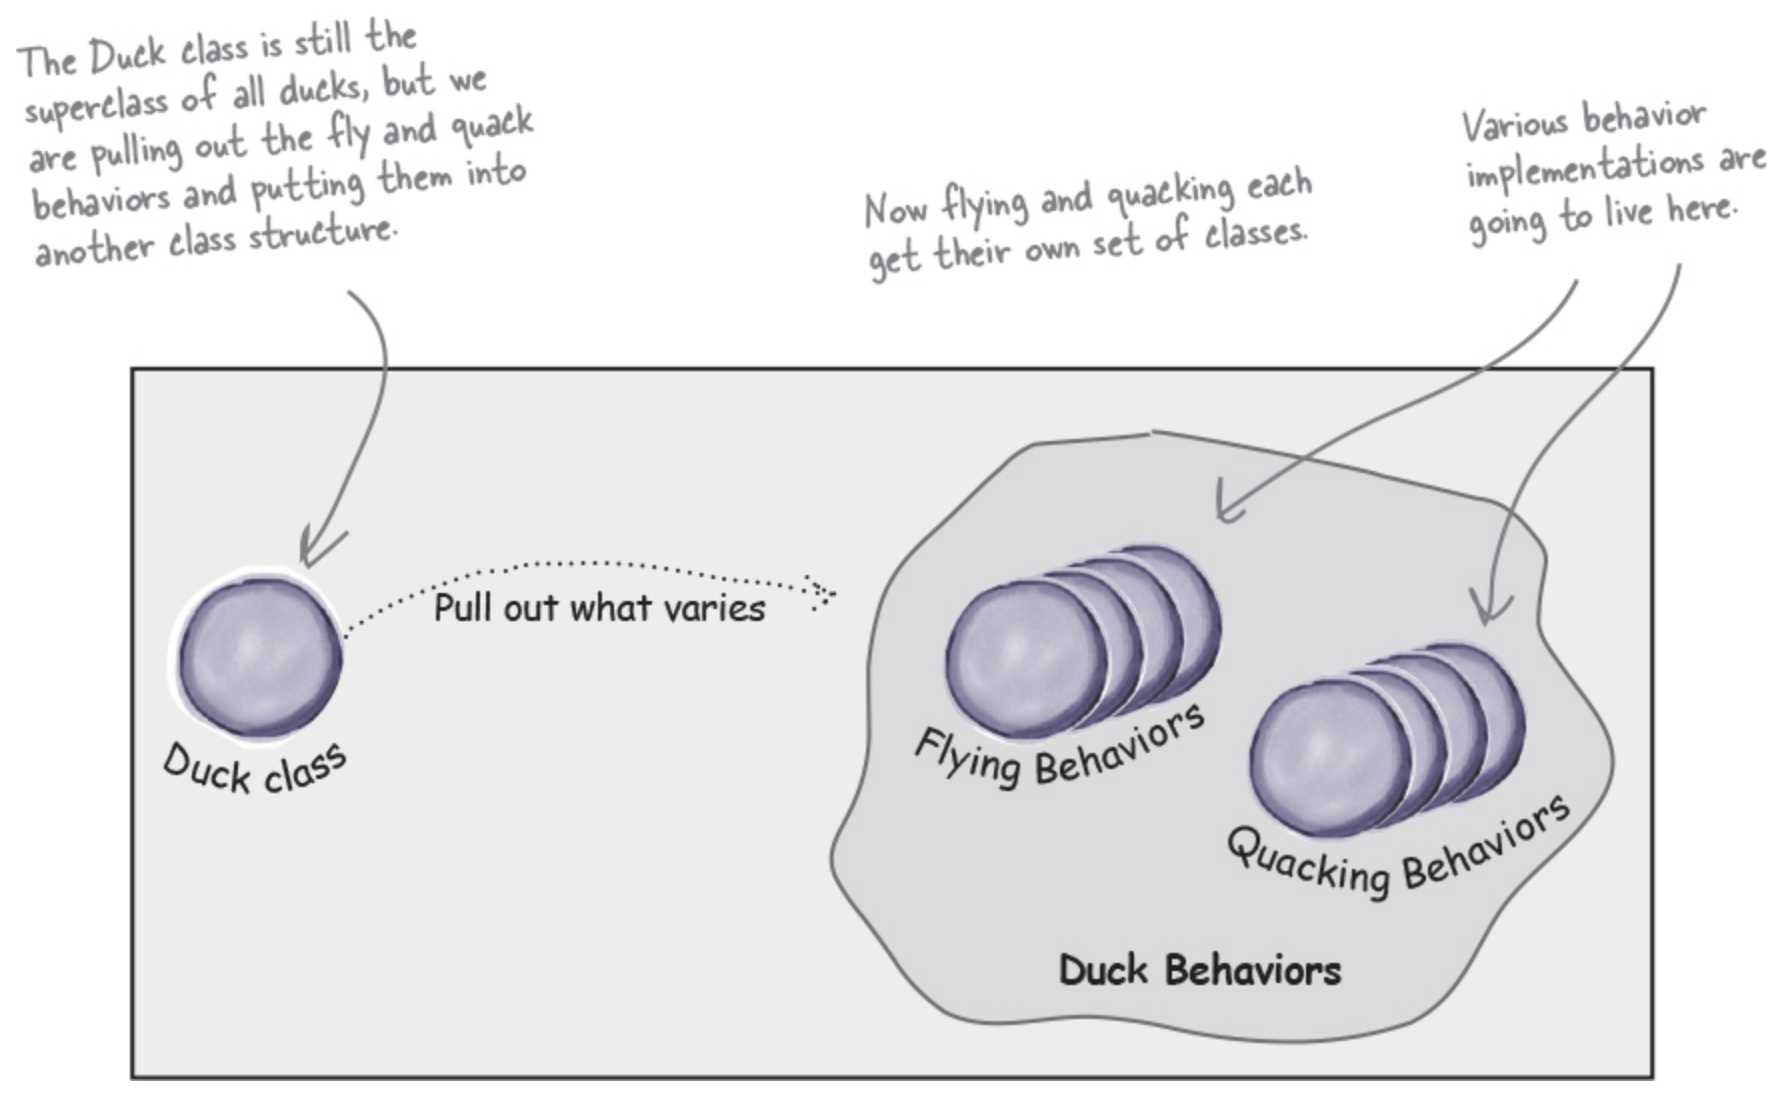 The Duck class is still the
superclass of all ducks, but we
are pulling out the fly and quack
behaviors and putting them into
another class structure.
Now flying and quacking each
get their own set of classes.
Various behavior
implementations are
going to live here.
Pull out what varies
Duck class
Flying Behaviors
Quacking Behaviors
Duck Behaviors